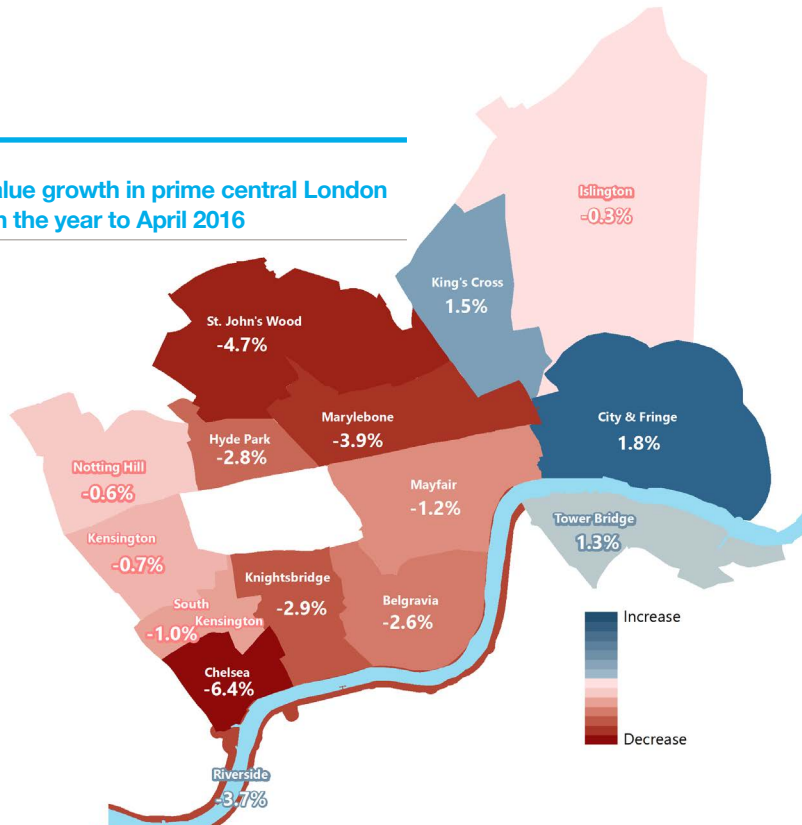 alue growth in prime central London
n the year to April 2016
Islington
-0.3%
King's Cross
1.5%
St. John's Wood
-4.7%
Marylebone
-3.9%
City & Fringe
1.8%
Hyde Park
-2.8%
Notting Hill
-0.6%
Mayfair
-1.2%
Tower Bridge
1.3%
Kensington
-0.7%
Knightsbridge
-2.9%
Belgravia
-2.6%
South
Kensington
-1.0%
Chelsea
-6.4%
Riverside
-3.7%
Increase
Decrease